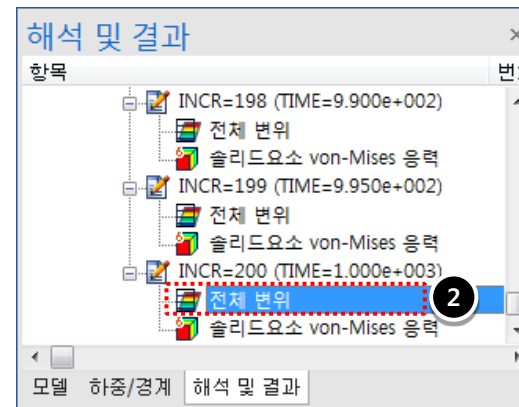 해석 및 결과
항목 번호
INCR=198 (TIME=9.900e+002)
전체 변위
솔리드요소 von-Mises 응력
INCR=199 (TIME=9.950e+002)
전체 변위
솔리드요소 von-Mises 응력
INCR=200 (TIME=1.000e+003)
전체 변위 2
솔리드요소 von-Mises 응력
모델 하중/경계 해석 및 결과